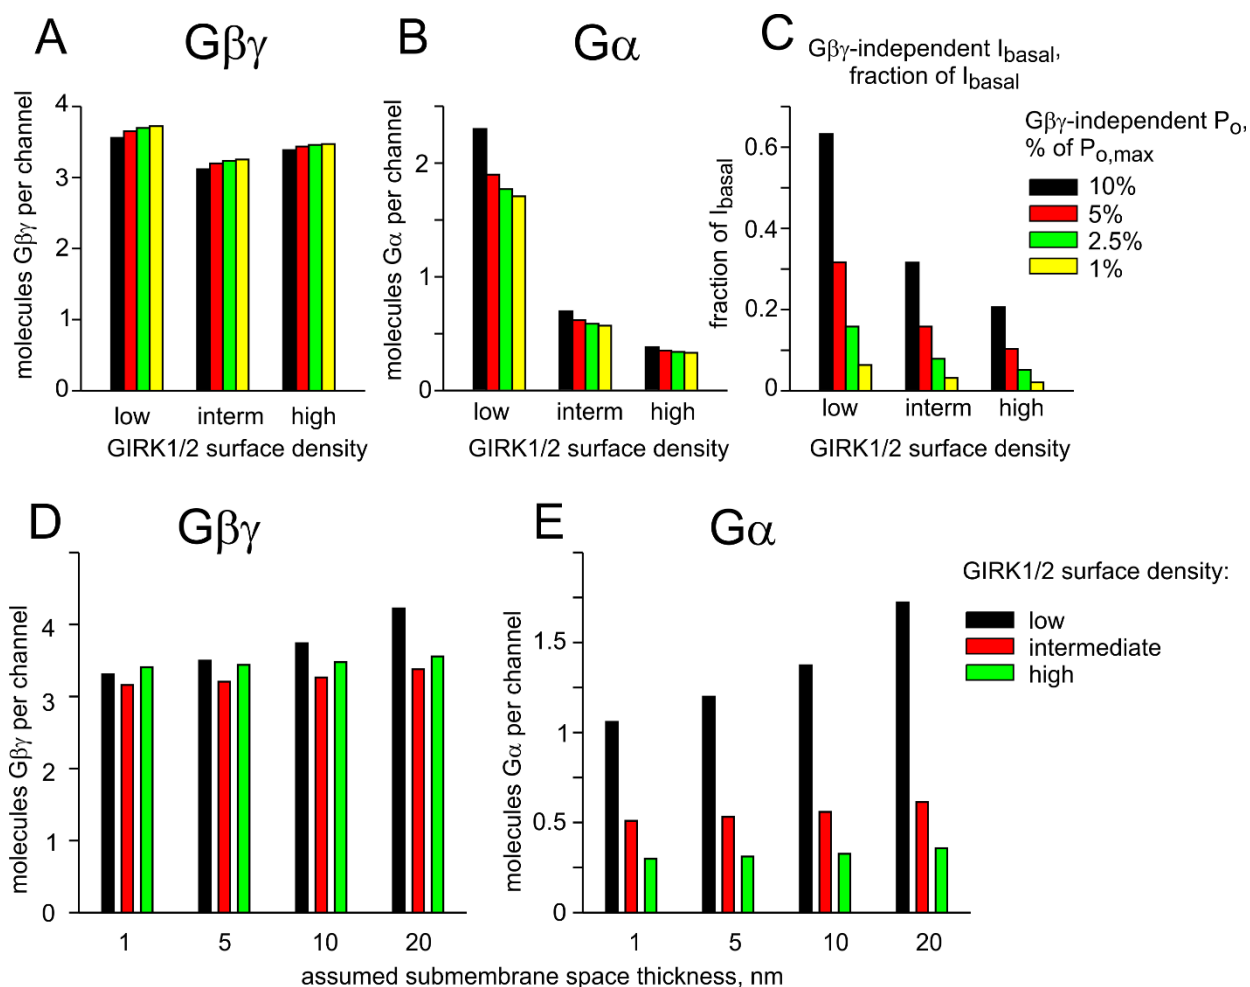 A
Gβγ
molecules Gβγ per channel
4
3
2
1
0
low
interm
high
GIRK1/2 surface density
B
Gα
molecules Gα per channel
2
1
0
low
interm
high
GIRK1/2 surface density
C
Gβγ-independent Ibasal,
fraction of Ibasal
fraction of Ibasal
0.6
0.4
0.2
0
low
interm
high
GIRK1/2 surface density
Gβγ-independent Po,
% of Po,max
10%
5%
2.5%
1%
D
Gβγ
molecules Gβγ per channel
4
3
2
1
0
1
5
10
20
E
Gα
molecules Gα per channel
1.5
1
0.5
0
1
5
10
20
assumed submembrane space thickness, nm
GIRK1/2 surface density:
low
intermediate
high